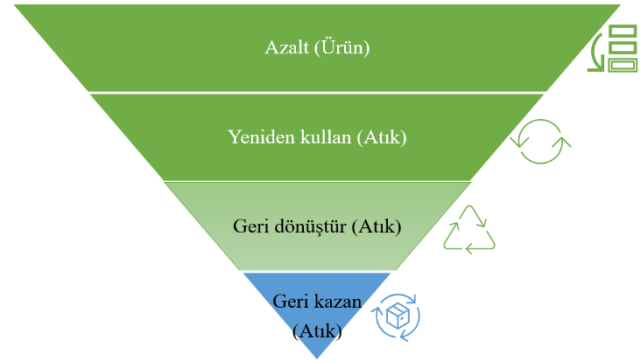 Azalt (Ürün)
Yeniden kullan (Atık)
Geri dönüştür (Atık)
Geri kazan
(Atık)